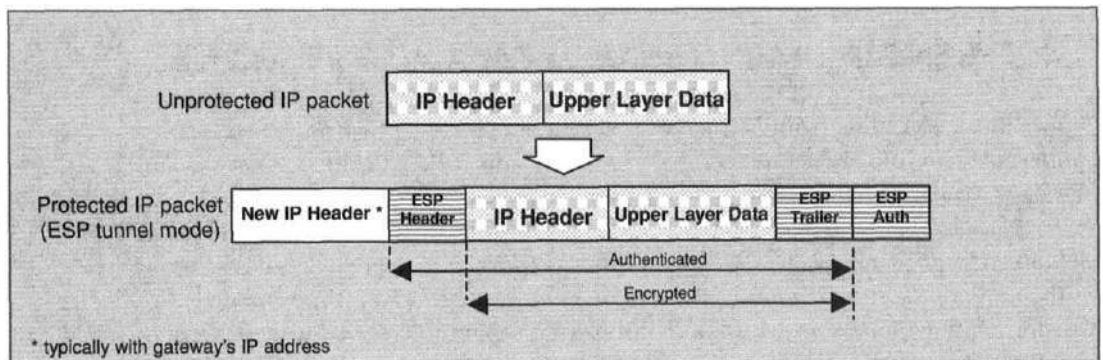 Unprotected IP packet
IP Header
Upper Layer Data
Protected IP packet
(ESP tunnel mode)
New IP Header *
ESP
Header
IP Header
Upper Layer Data
ESP
Trailer
ESP
Auth
Authenticated
Encrypted
* typically with gateway's IP address